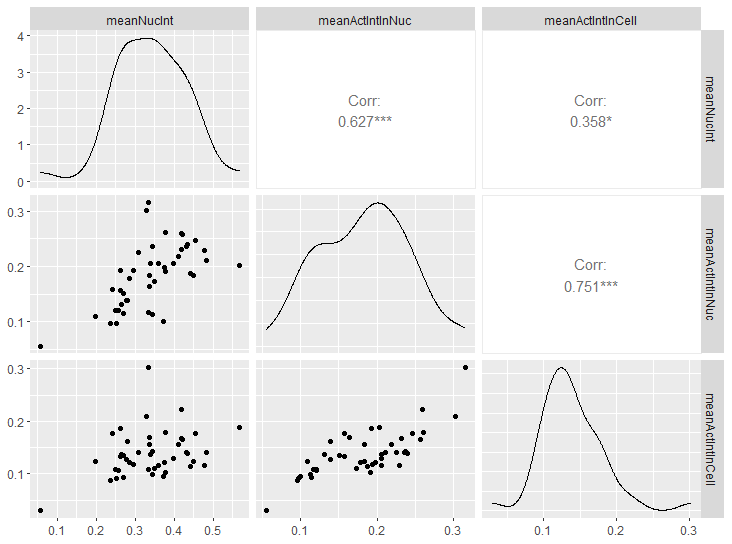 meanNucInt meanActIntInNuc meanActIntInCell
4
3
2
1
0
Corr:
0.627***
Corr:
0.358*
meanNucInt
0.3
0.2
0.1
Corr:
0.751***
meanActIntInNuc
0.3
0.2
0.1
meanActIntInCell
0.1 0.2 0.3 0.4 0.5 0.1 0.2 0.3 0.1 0.2 0.3